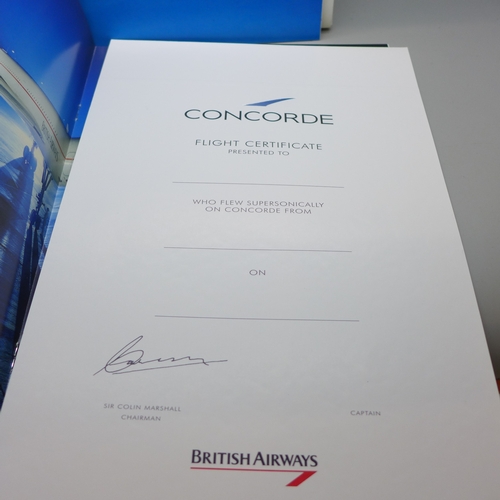 CONCORDE
FLIGHT CERTIFICATE
PRESENTED TO
WHO FLEW SUPERSONICALLY
ON CONCORDE FROM
ON
SIR COLIN MARSHALL
CHAIRMAN
CAPTAIN
BRITISH AIRWAYS